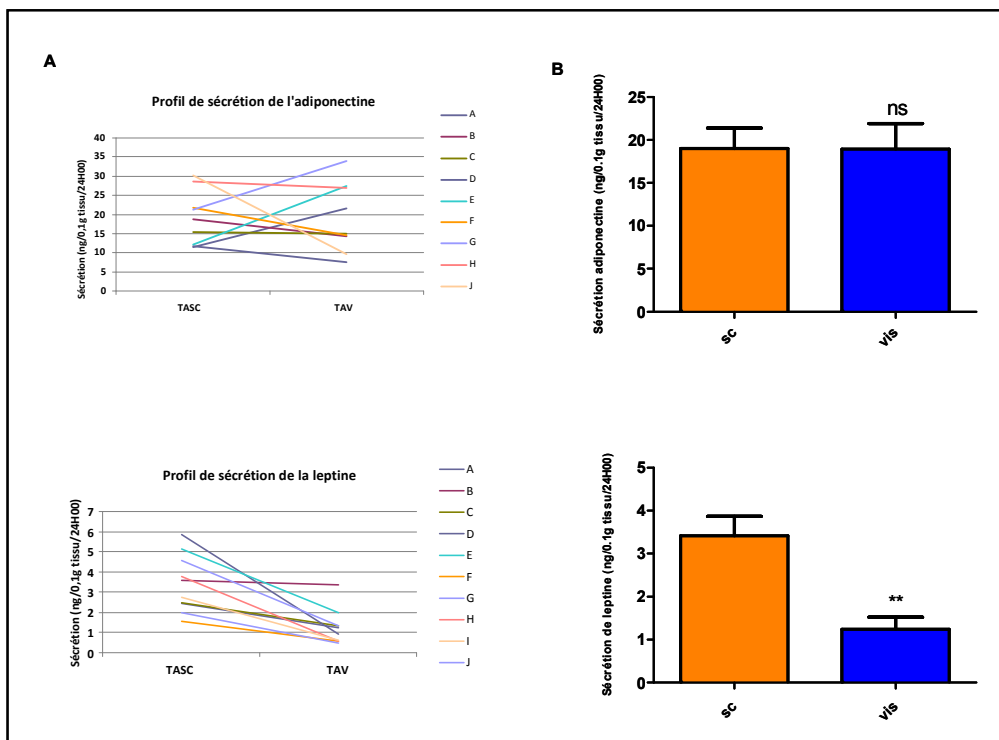 A
Profil de sécrétion de l'adiponectine
Sécrétion (ng/0,1g tissu/24H00)
40
35
30
25
20
15
10
5
0
TASC
TAV
A
B
C
D
E
F
G
H
J
B
Sécrétion adiponectine (ng/0.1g tissu/24H00)
25
20
15
10
5
0
ns
sc
vis
Profil de sécrétion de la leptine
Sécrétion (ng/0,1g tissu/24H00)
7
6
5
4
3
2
1
0
TASC
TAV
A
B
C
D
E
F
G
H
I
J
Sécrétion de leptine (ng/0.1g tissu/24H00)
5
4
3
2
1
0
**
sc
vis